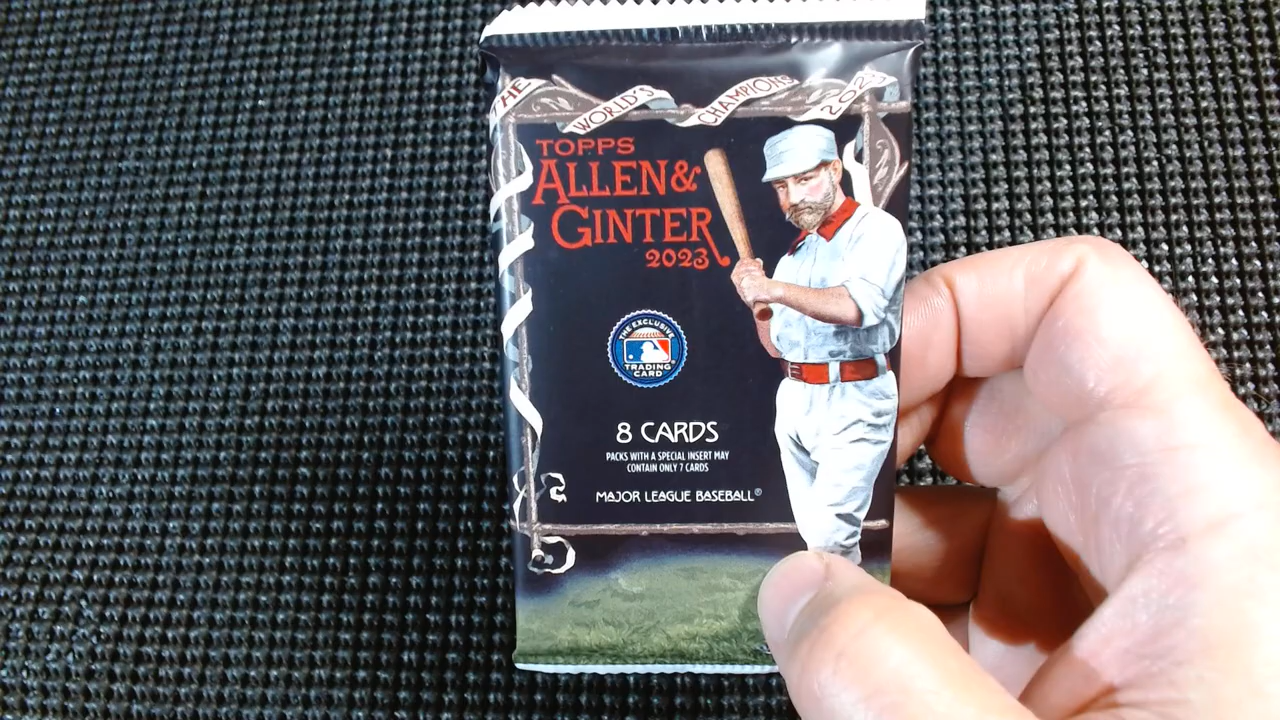 THE WORLD'S CHAMPIONS 2023
TOPPS
ALLEN &
GINTER
2023
THE EXCLUSIVE
TRADING
CARD
8 CARDS
PACKS WITH A SPECIAL INSERT MAY
CONTAIN ONLY 7 CARDS
MAJOR LEAGUE BASEBALL®